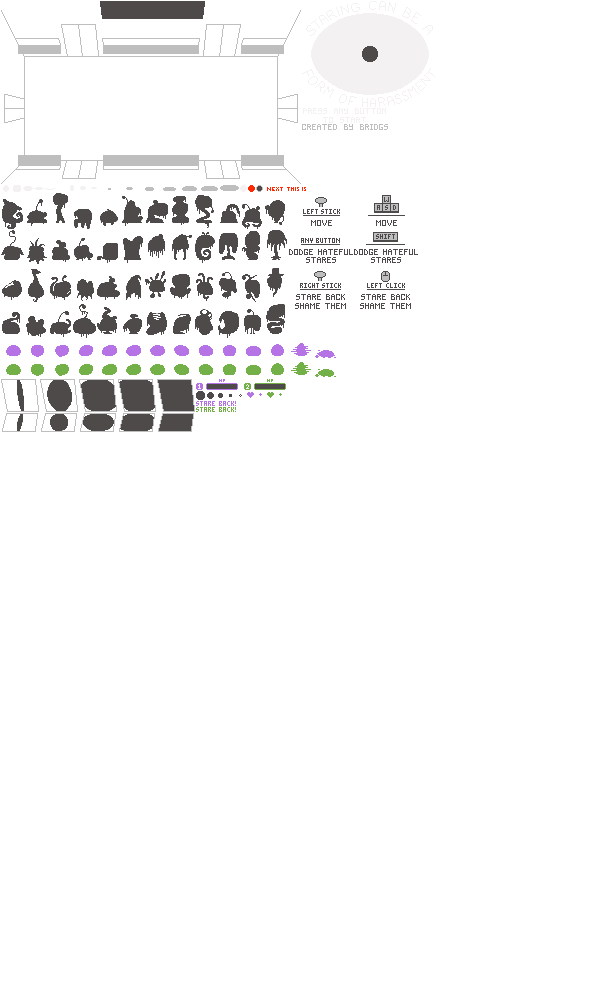 STARING CAN BE A
FORM OF HARASSMENT
PRESS ANY BUTTON
TO START
CREATED BY BRIDGS
NEXT THIS IS
W
A S D
LEFT STICK
MOVE
MOVE
ANY BUTTON
SHIFT
DODGE HATEFUL
STARES
DODGE HATEFUL
STARES
RIGHT STICK
LEFT CLICK
STARE BACK
SHAME THEM
STARE BACK
SHAME THEM
1
HP
2
HP
STARE BACK!
STARE BACK!